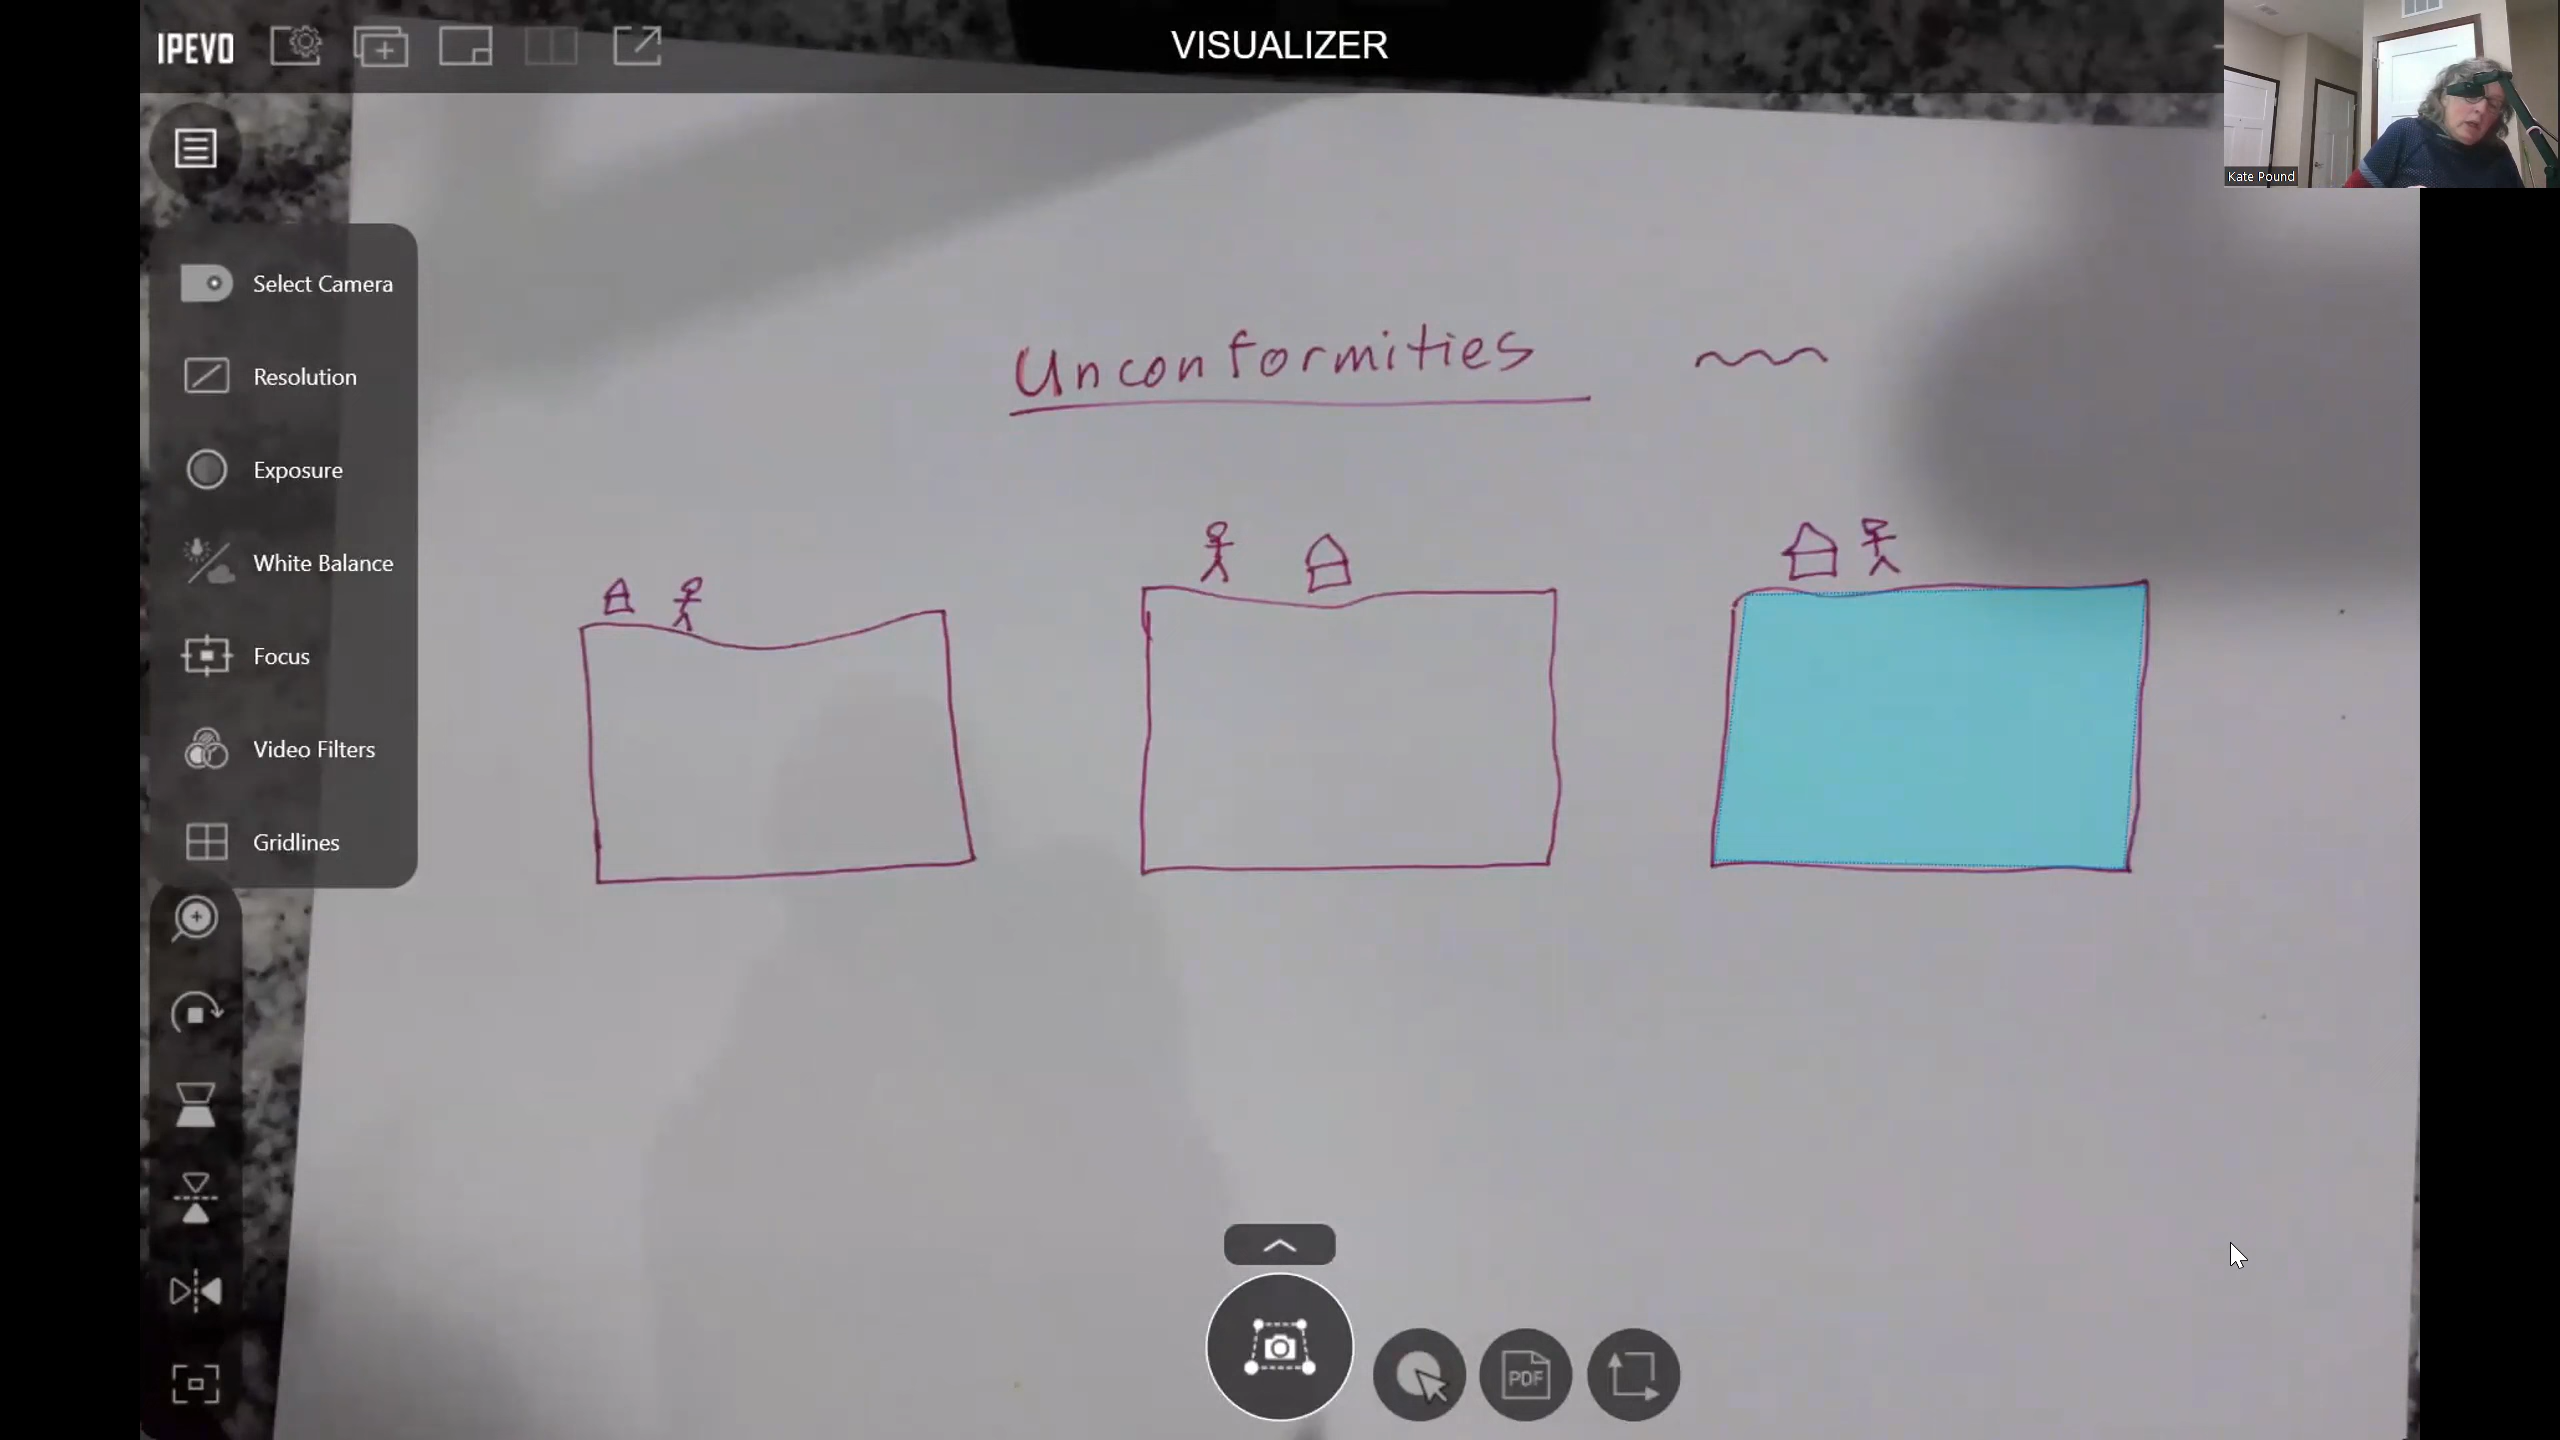 IPEVO
VISUALIZER
Kate Pound
Select Camera
Resolution
Exposure
White Balance
Focus
Video Filters
Gridlines
Unconformities
PDF